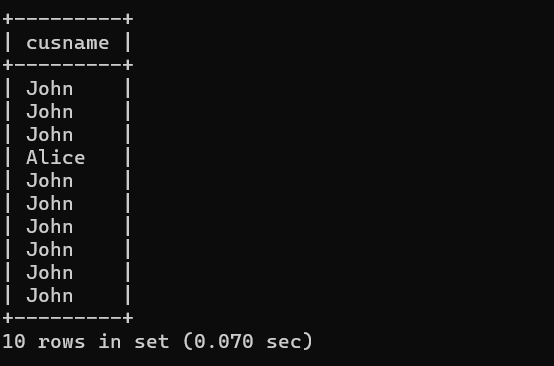 +---------+
| cusname |
+---------+
| John    |
| John    |
| John    |
| Alice   |
| John    |
| John    |
| John    |
| John    |
| John    |
| John    |
+---------+
10 rows in set (0.070 sec)